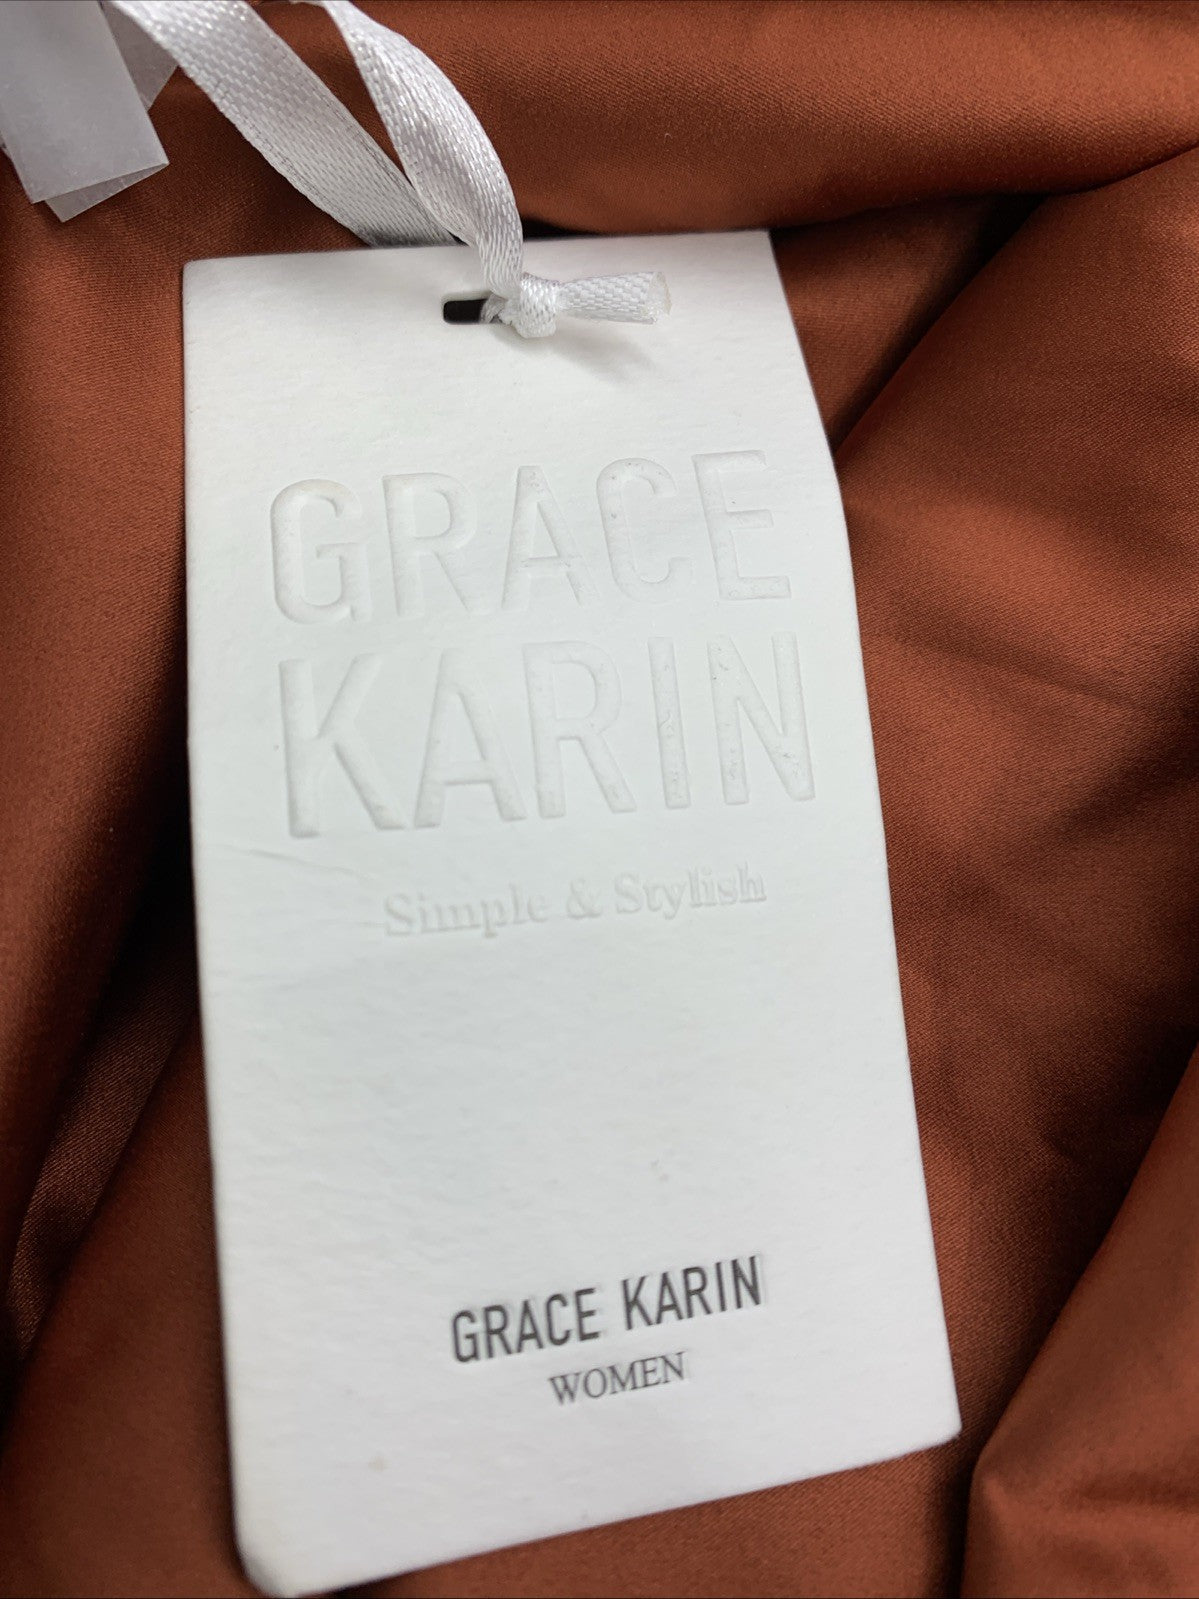 GRACE
KARIN
Simple & Stylish
GRACE KARIN
WOMEN